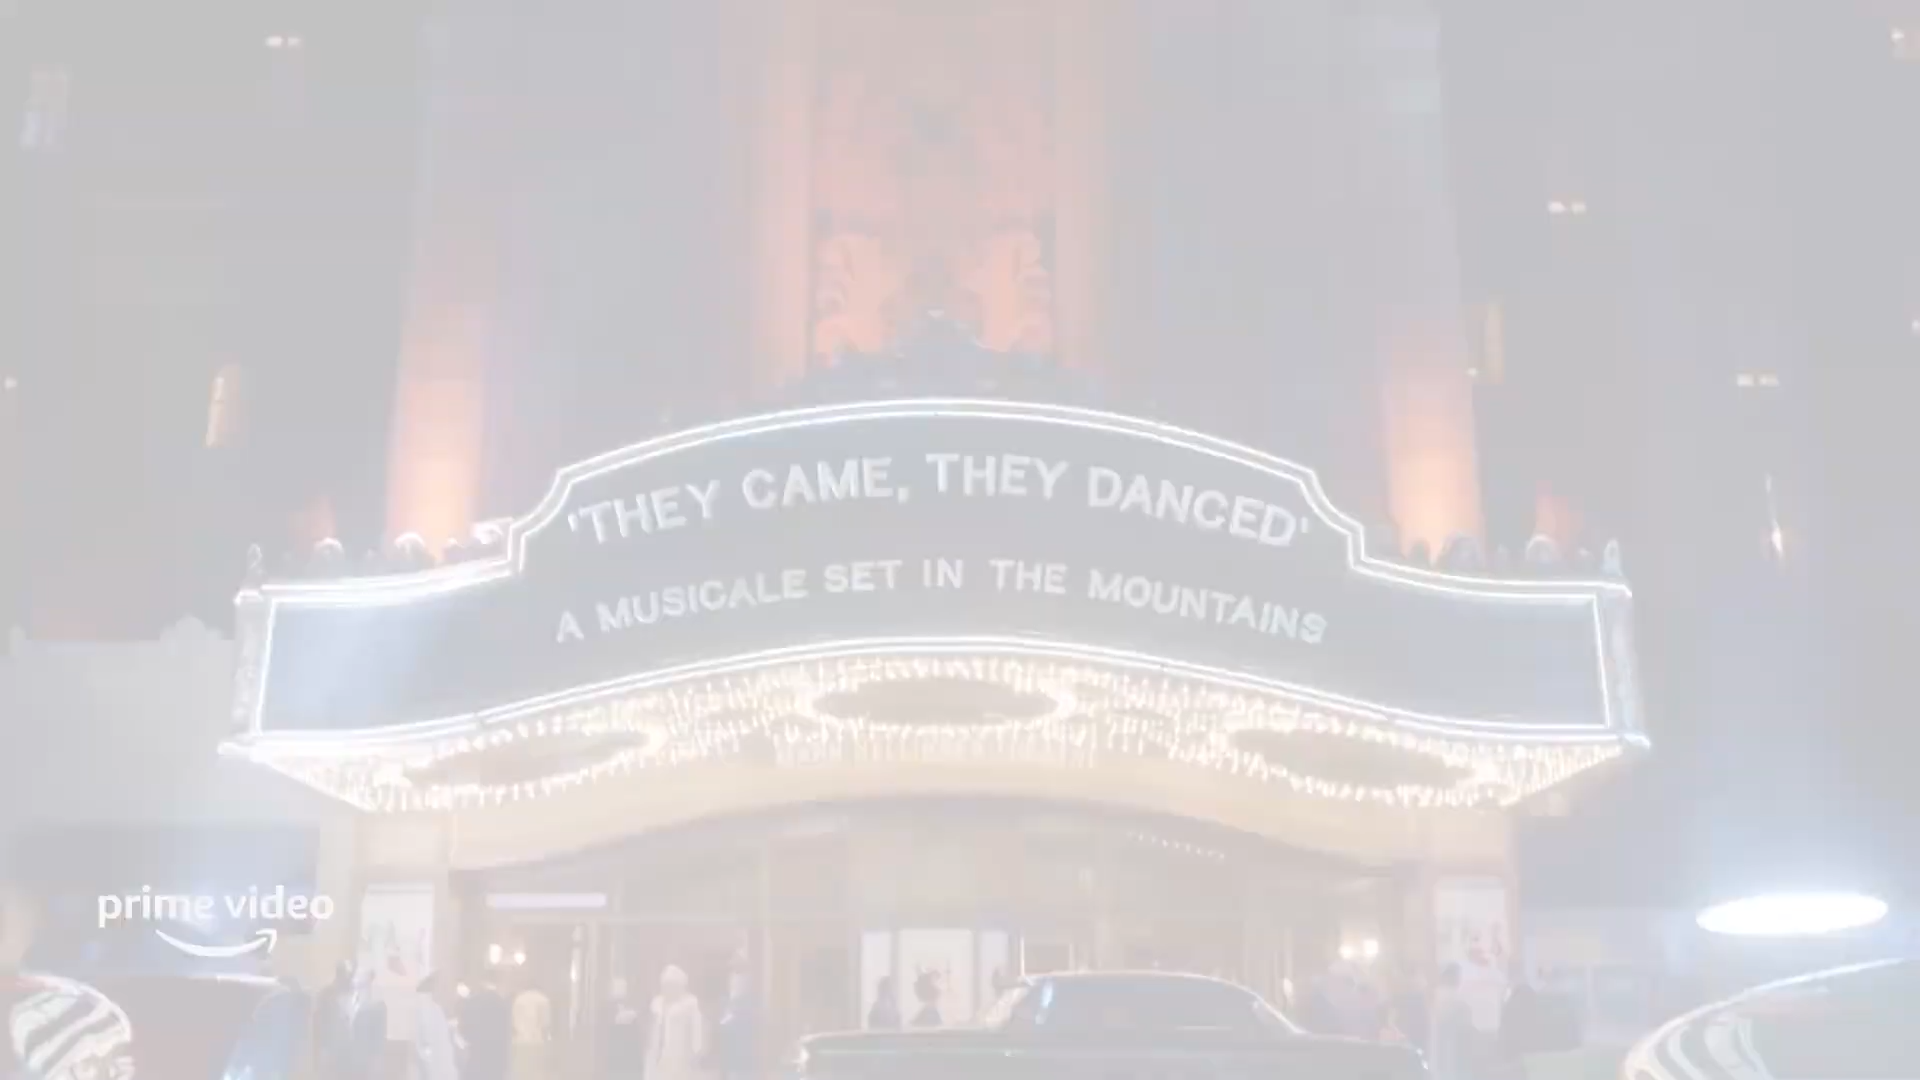 'THEY CAME, THEY DANCED'
A MUSICALE SET IN THE MOUNTAINS
prime video